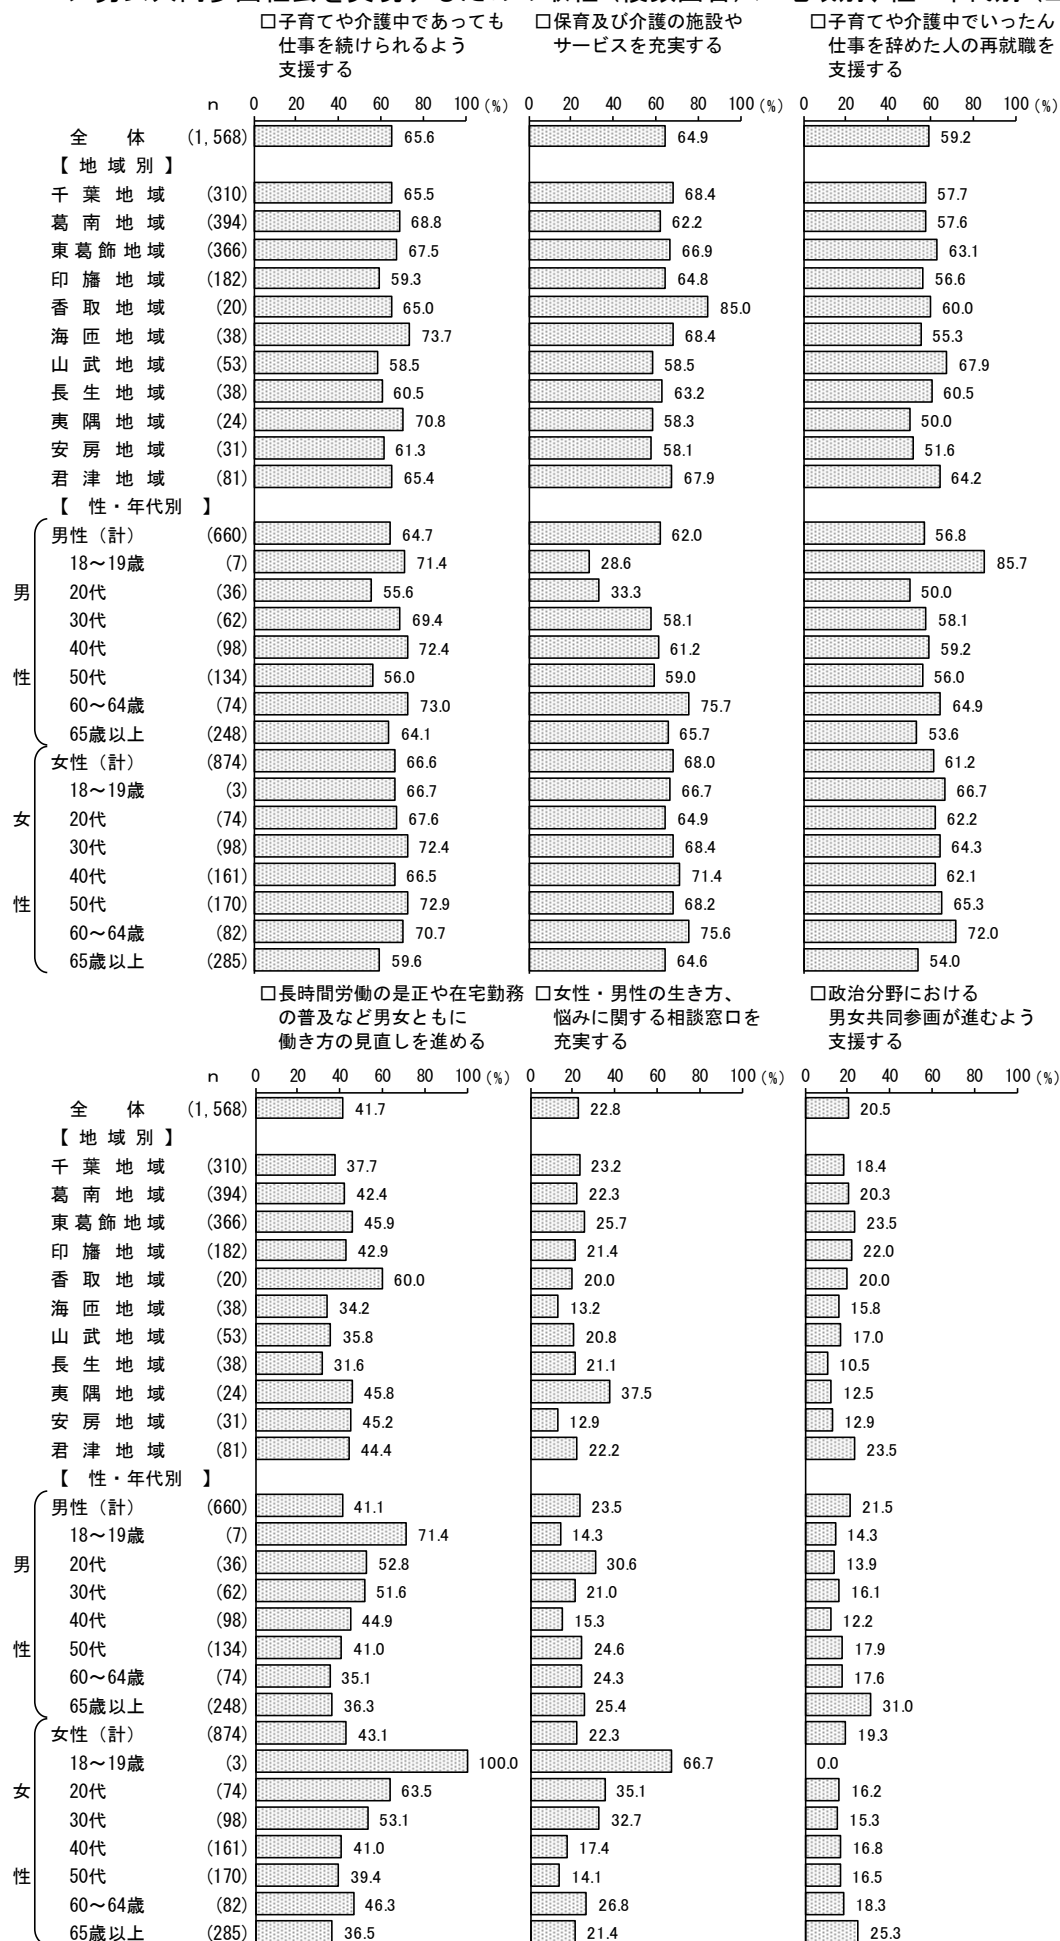 □子育てや介護中であっても
仕事を続けられるよう
支援する
□保育及び介護の施設や
サービスを充実する
□子育てや介護中でいったん
仕事を辞めた人の再就職を
支援する
n 0 20 40 60 80 100 (%) 0 20 40 60 80 100 (%) 0 20 40 60 80 100 (%)
全 体 (1,568) 65.6 64.9 59.2
【 地 域 別 】
千 葉 地 域 (310) 65.5 68.4 57.7
葛 南 地 域 (394) 68.8 62.2 57.6
東 葛 飾 地 域 (366) 67.5 66.9 63.1
印 旛 地 域 (182) 59.3 64.8 56.6
香 取 地 域 (20) 65.0 85.0 60.0
海 匝 地 域 (38) 73.7 68.4 55.3
山 武 地 域 (53) 58.5 58.5 67.9
長 生 地 域 (38) 60.5 63.2 60.5
夷 隅 地 域 (24) 70.8 58.3 50.0
安 房 地 域 (31) 61.3 58.1 51.6
君 津 地 域 (81) 65.4 67.9 64.2
【 性・年代別 】
男性（計） (660) 64.7 62.0 56.8
18～19歳 (7) 71.4 28.6 85.7
男 20代 (36) 55.6 33.3 50.0
30代 (62) 69.4 58.1 58.1
40代 (98) 72.4 61.2 59.2
性 50代 (134) 56.0 59.0 56.0
60～64歳 (74) 73.0 75.7 64.9
65歳以上 (248) 64.1 65.7 53.6
女性（計） (874) 66.6 68.0 61.2
18～19歳 (3) 66.7 66.7 66.7
女 20代 (74) 67.6 64.9 62.2
30代 (98) 72.4 68.4 64.3
40代 (161) 66.5 71.4 62.1
性 50代 (170) 72.9 68.2 65.3
60～64歳 (82) 70.7 75.6 72.0
65歳以上 (285) 59.6 64.6 54.0
□長時間労働の是正や在宅勤務
の普及など男女ともに
働き方の見直しを進める
□女性・男性の生き方、
悩みに関する相談窓口を
充実する
□政治分野における
男女共同参画が進むよう
支援する
n 0 20 40 60 80 100 (%) 0 20 40 60 80 100 (%) 0 20 40 60 80 100 (%)
全 体 (1,568) 41.7 22.8 20.5
【 地 域 別 】
千 葉 地 域 (310) 37.7 23.2 18.4
葛 南 地 域 (394) 42.4 22.3 20.3
東 葛 飾 地 域 (366) 45.9 25.7 23.5
印 旛 地 域 (182) 42.9 21.4 22.0
香 取 地 域 (20) 60.0 20.0 20.0
海 匝 地 域 (38) 34.2 13.2 15.8
山 武 地 域 (53) 35.8 20.8 17.0
長 生 地 域 (38) 31.6 21.1 10.5
夷 隅 地 域 (24) 45.8 37.5 12.5
安 房 地 域 (31) 45.2 12.9 12.9
君 津 地 域 (81) 44.4 22.2 23.5
【 性・年代別 】
男性（計） (660) 41.1 23.5 21.5
18～19歳 (7) 71.4 14.3 14.3
男 20代 (36) 52.8 30.6 13.9
30代 (62) 51.6 21.0 16.1
40代 (98) 44.9 15.3 12.2
性 50代 (134) 41.0 24.6 17.9
60～64歳 (74) 35.1 24.3 17.6
65歳以上 (248) 36.3 25.4 31.0
女性（計） (874) 43.1 22.3 19.3
18～19歳 (3) 100.0 66.7 0.0
女 20代 (74) 63.5 35.1 16.2
30代 (98) 53.1 32.7 15.3
40代 (161) 41.0 17.4 16.8
性 50代 (170) 39.4 14.1 16.5
60～64歳 (82) 46.3 26.8 18.3
65歳以上 (285) 36.5 21.4 25.3